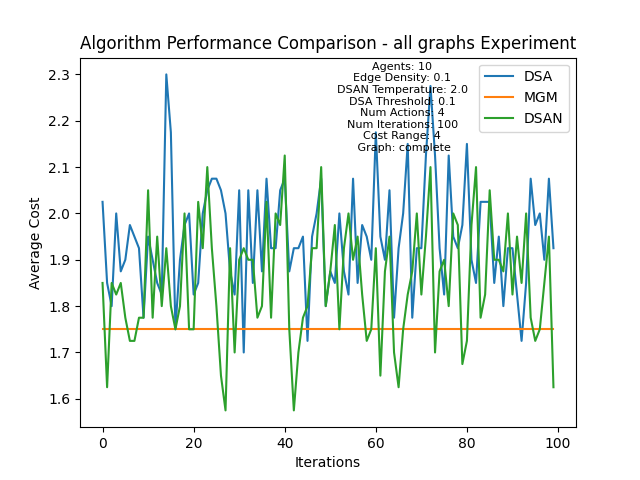 Algorithm Performance Comparison - all graphs Experiment
Agents: 10
Edge Density: 0.1
DSAN Temperature: 2.0
DSA Threshold: 0.1
Num Actions: 4
Num Iterations: 100
Cost Range: 4
Graph: complete
DSA
MGM
DSAN
Average Cost
2.3
2.2
2.1
2.0
1.9
1.8
1.7
1.6
0
20
40
60
80
100
Iterations